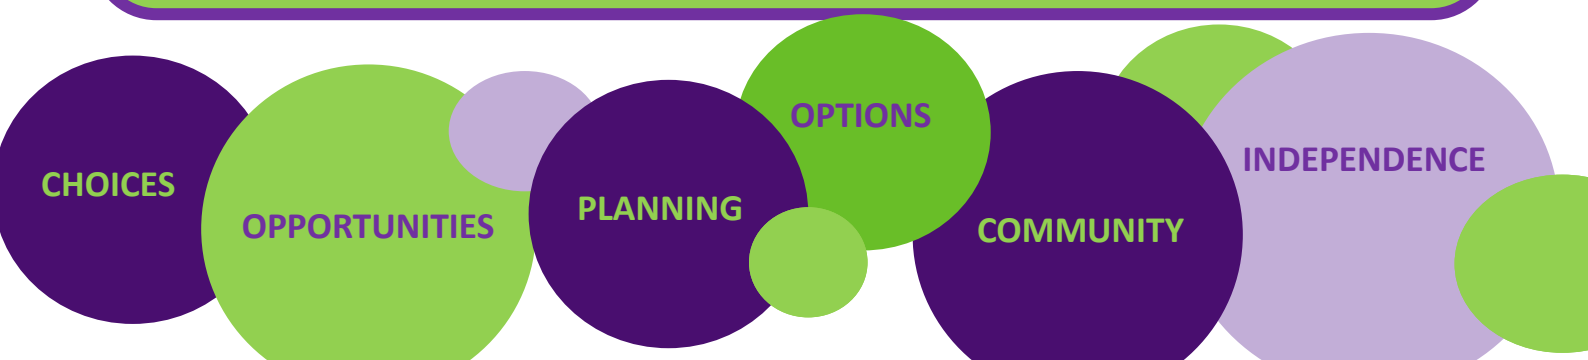 CHOICES
OPPORTUNITIES
PLANNING
OPTIONS
COMMUNITY
INDEPENDENCE